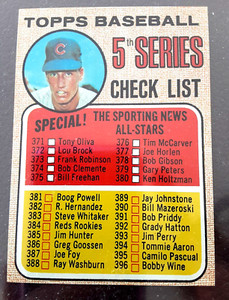 TOPPS BASEBALL
5th SERIES
CHECK LIST
SPECIAL! THE SPORTING NEWS
ALL-STARS
371 Tony Oliva
372 Lou Brock
373 Frank Robinson
374 Bob Clemente
375 Bill Freehan
376 Tim McCarver
377 Joe Horlen
378 Bob Gibson
379 Gary Peters
380 Ken Holtzman
381 Boog Powell
382 R. Hernandez
383 Steve Whitaker
384 Reds Rookies
385 Jim Hunter
386 Greg Goossen
387 Joe Foy
388 Ray Washburn
389 Jay Johnstone
390 Bill Mazeroski
391 Bob Priddy
392 Grady Hatton
393 Jim Perry
394 Tommie Aaron
395 Camilo Pascual
396 Bobby Wine